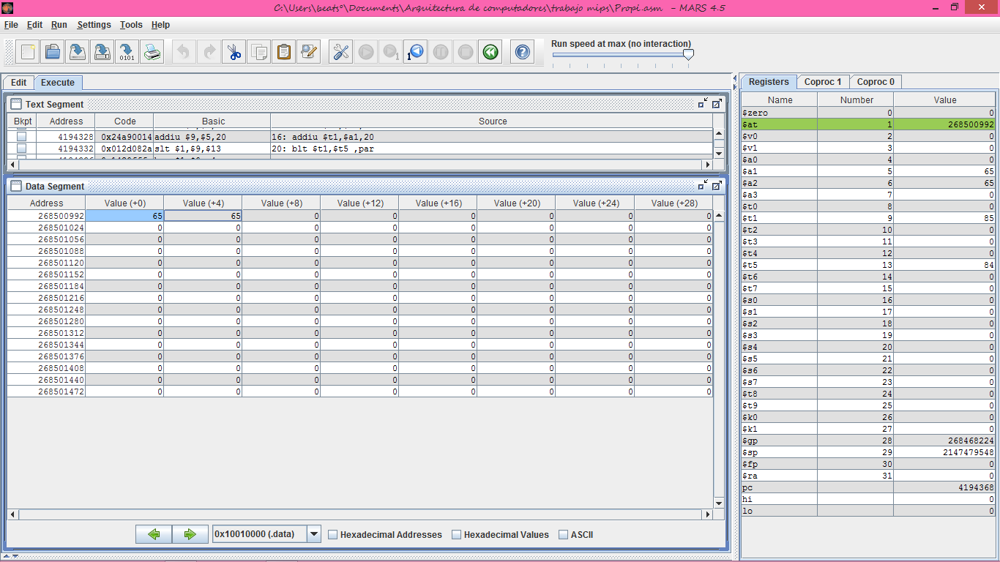 C:\Users\beats°\Documents\Arquitectura de computadores\trabajo mips\Propi.asm - MARS 4.5
File Edit Run Settings Tools Help
Run speed at max (no interaction)
Edit Execute
Text Segment
Bkpt Address Code Basic Source
4194328 0x24a90014 addiu $9,$5,20 16: addiu $t1,$a1,20
4194332 0x012d082a slt $1,$9,$13 20: blt $t1,$t5 ,par
Data Segment
Address Value (+0) Value (+4) Value (+8) Value (+12) Value (+16) Value (+20) Value (+24) Value (+28)
268500992 65 65 0 0 0 0 0 0
268501024 0 0 0 0 0 0 0 0
268501056 0 0 0 0 0 0 0 0
268501088 0 0 0 0 0 0 0 0
268501120 0 0 0 0 0 0 0 0
268501152 0 0 0 0 0 0 0 0
268501184 0 0 0 0 0 0 0 0
268501216 0 0 0 0 0 0 0 0
268501248 0 0 0 0 0 0 0 0
268501280 0 0 0 0 0 0 0 0
268501312 0 0 0 0 0 0 0 0
268501344 0 0 0 0 0 0 0 0
268501376 0 0 0 0 0 0 0 0
268501408 0 0 0 0 0 0 0 0
268501440 0 0 0 0 0 0 0 0
268501472 0 0 0 0 0 0 0 0
0x10010000 (.data) Hexadecimal Addresses Hexadecimal Values ASCII
Registers Coproc 1 Coproc 0
Name Number Value
$zero 0 0
$at 1 268500992
$v0 2 0
$v1 3 0
$a0 4 0
$a1 5 65
$a2 6 65
$a3 7 0
$t0 8 0
$t1 9 85
$t2 10 0
$t3 11 0
$t4 12 0
$t5 13 84
$t6 14 0
$t7 15 0
$s0 16 0
$s1 17 0
$s2 18 0
$s3 19 0
$s4 20 0
$s5 21 0
$s6 22 0
$s7 23 0
$t8 24 0
$t9 25 0
$k0 26 0
$k1 27 0
$gp 28 268468224
$sp 29 2147479548
$fp 30 0
$ra 31 0
pc 4194368
hi 0
lo 0